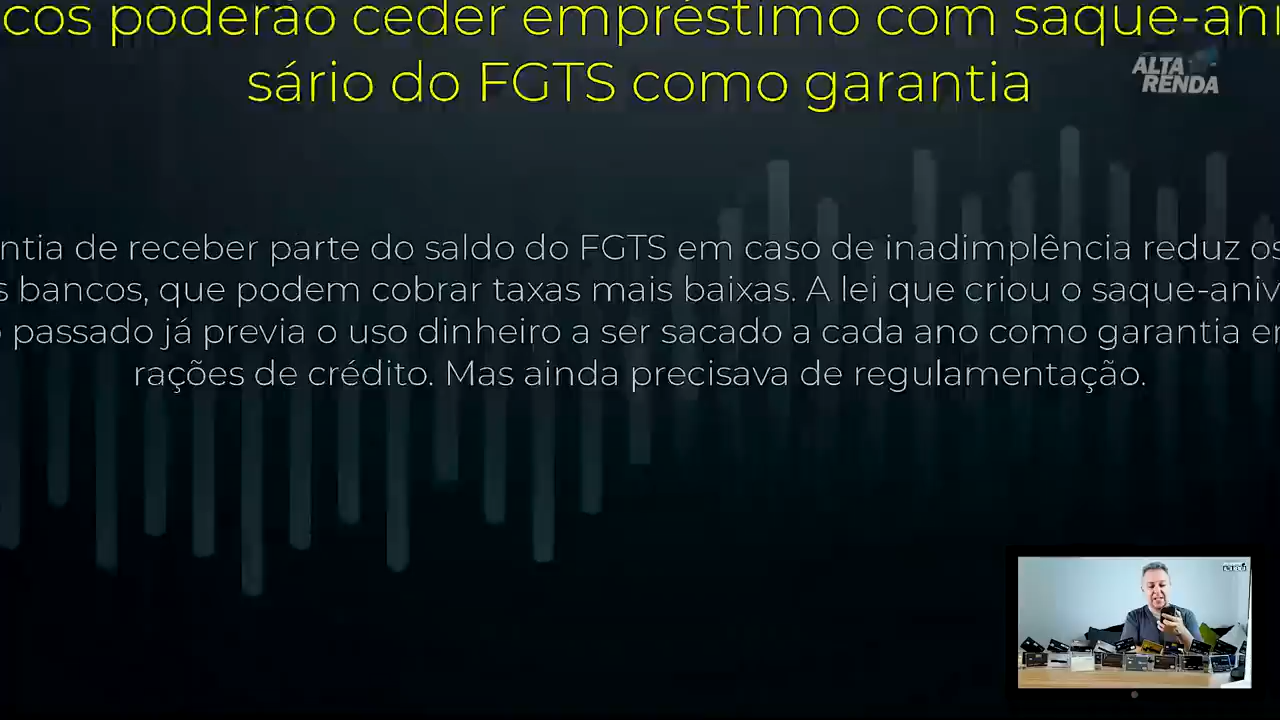 cos poderão ceder empréstimo com saque-ani
sário do FGTS como garantia
ALTA
RENDA
ntia de receber parte do saldo do FGTS em caso de inadimplência reduz os
s bancos, que podem cobrar taxas mais baixas. A lei que criou o saque-aniv
o passado já previa o uso dinheiro a ser sacado a cada ano como garantia e
rações de crédito. Mas ainda precisava de regulamentação.